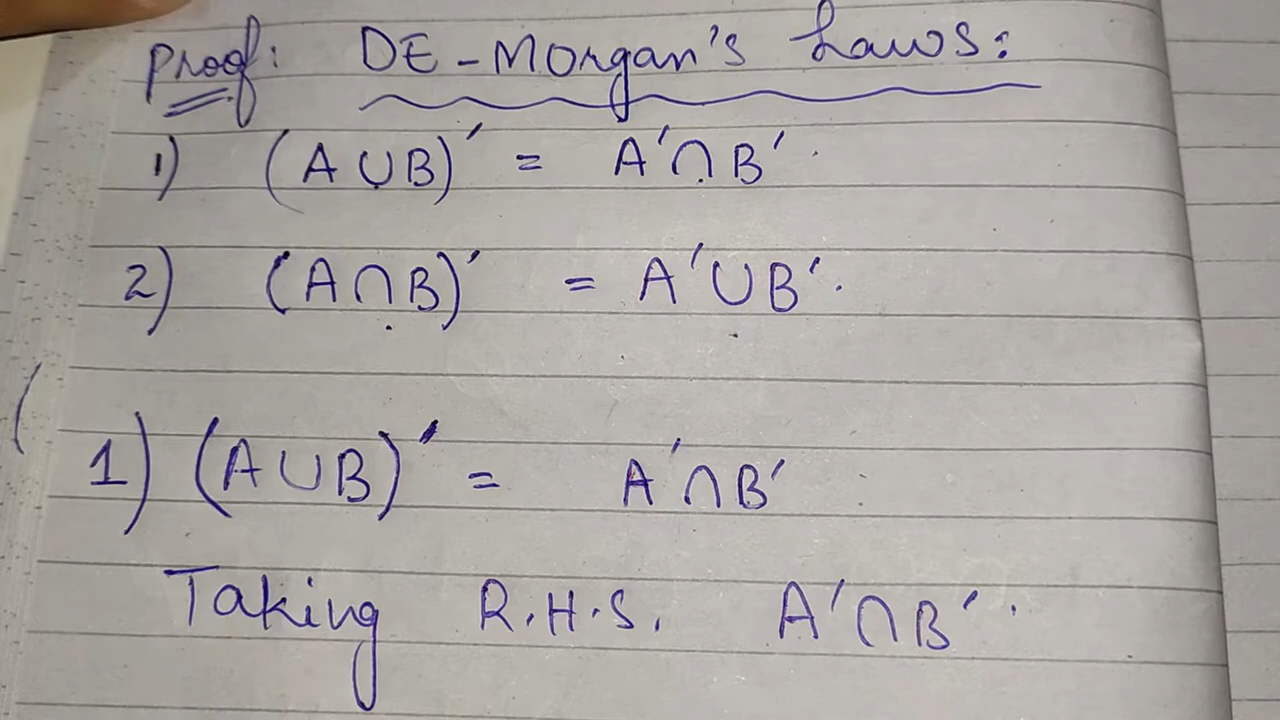 Proof: DE-Morgan's Laws:
1) (A∪B)′ = A′∩B′.
2) (A∩B)′ = A′∪B′.
1) (A∪B)′ = A′∩B′
Taking R.H.S. A′∩B′.